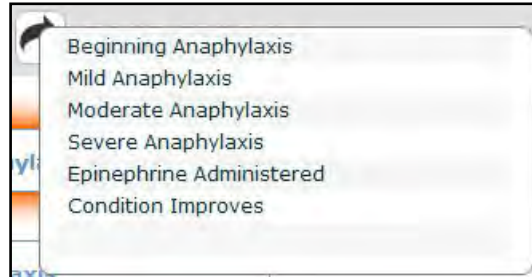 Beginning Anaphylaxis
Mild Anaphylaxis
Moderate Anaphylaxis
Severe Anaphylaxis
Epinephrine Administered
Condition Improves